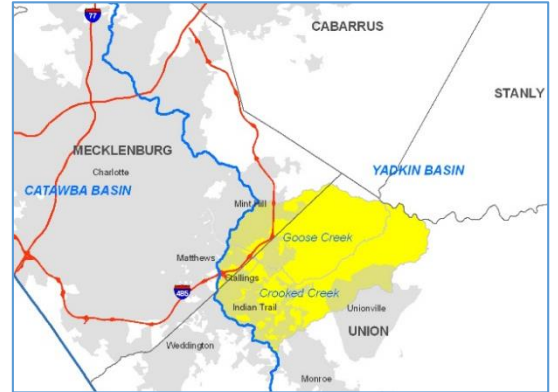 77
CABARRUS
STANLY
MECKLENBURG
Charlotte
YADKIN BASIN
CATAWBA BASIN
Mint Hill
Goose Creek
Matthews
Stallings
485
Crooked Creek
Indian Trail
Unionville
UNION
Weddington
Monroe